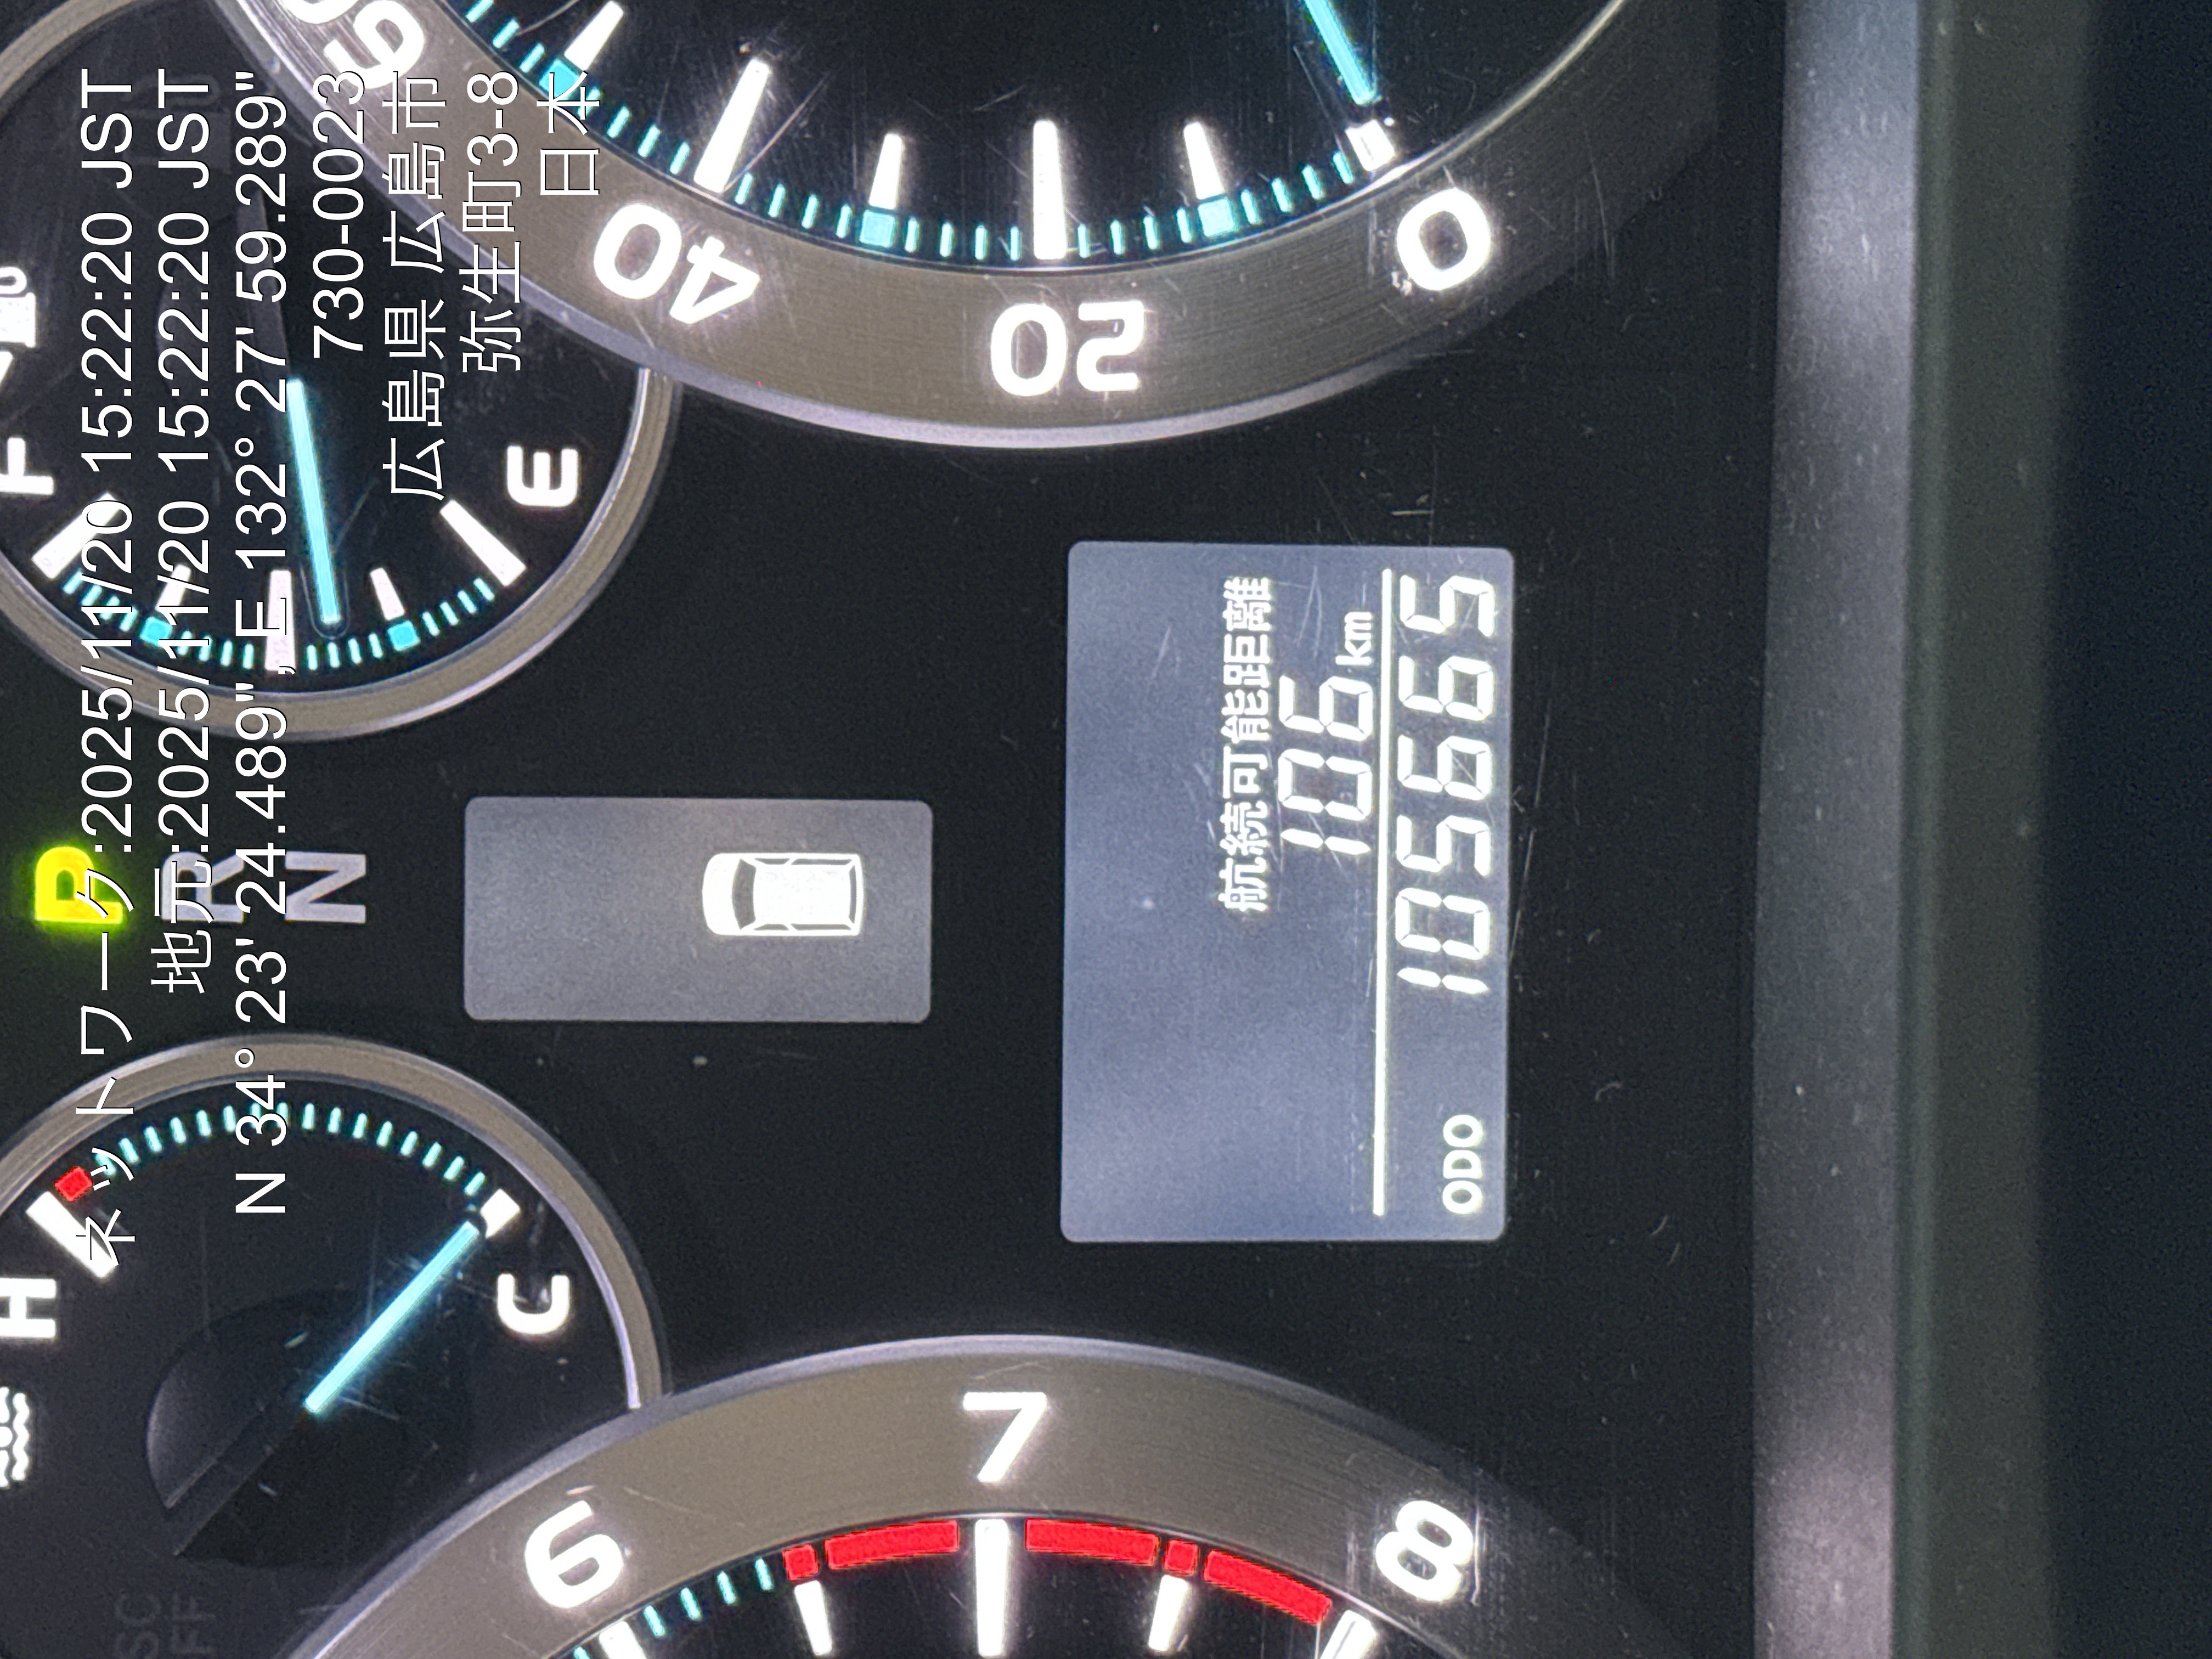 ネットワーク:2025/11/20 15:22:20 JST
地元:2025/11/20 15:22:20 JST
N 34° 23' 24.489", E 132° 27' 59.289"
730-0023
広島県 広島市
弥生町3-8
日本
P
R
N
H
C
F
E
6
7
8
60
40
20
0
航続可能距離
106 km
ODO 105665